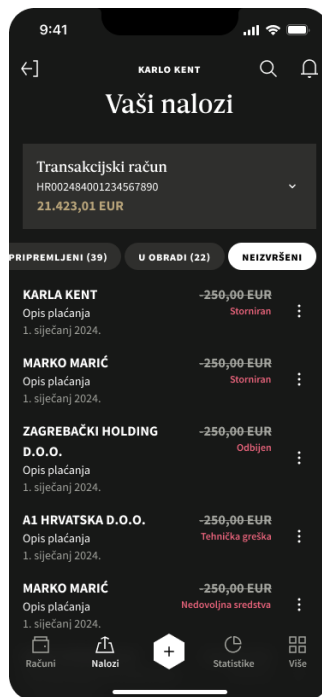 9:41
KARLO KENT
Vaši nalozi
Transakcijski račun
HR002484001234567890
21.423,01 EUR
PRIPREMLJENI (39) U OBRADI (22) NEIZVRŠENI
KARLA KENT -250,00 EUR
Opis plaćanja Storniran
1. siječanj 2024.
MARKO MARIĆ -250,00 EUR
Opis plaćanja Storniran
1. siječanj 2024.
ZAGREBAČKI HOLDING -250,00 EUR
D.O.O. Odbijen
Opis plaćanja
1. siječanj 2024.
A1 HRVATSKA D.O.O. -250,00 EUR
Opis plaćanja Tehnička greška
1. siječanj 2024.
MARKO MARIĆ -250,00 EUR
Opis plaćanja Nedovoljna sredstva
1. siječanj 2024.
Računi Nalozi Statistike Više